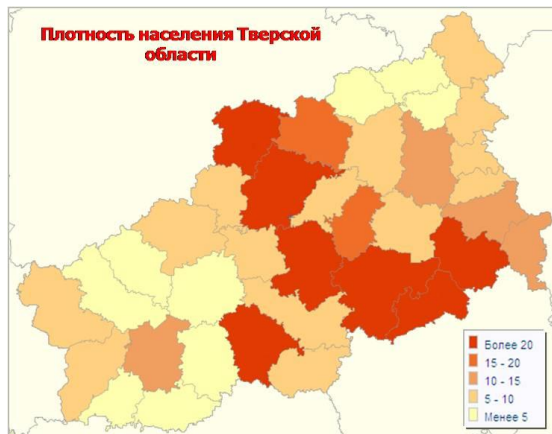 Плотность населения Тверской
области
Более 20
15 - 20
10 - 15
5 - 10
Менее 5